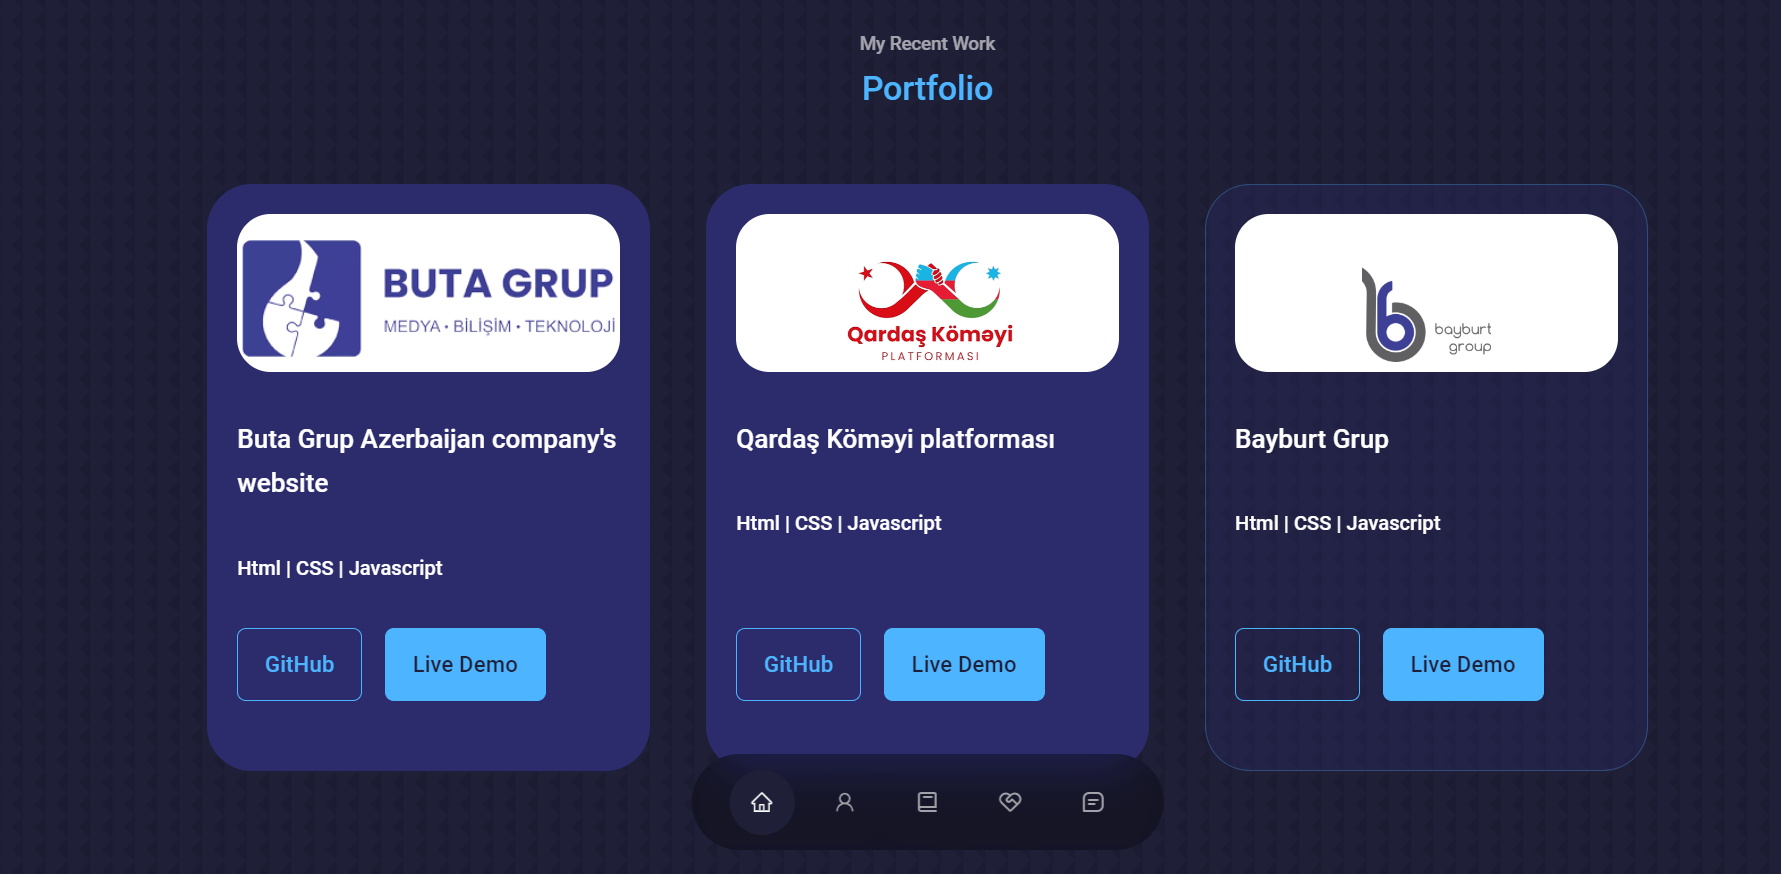 My Recent Work
Portfolio
BUTA GRUP
MEDYA • BİLİŞİM • TEKNOLOJİ
Buta Grup Azerbaijan company's
website
Html | CSS | Javascript
GitHub
Live Demo
Qardaş Köməyi
PLATFORMASI
Qardaş Köməyi platforması
Html | CSS | Javascript
GitHub
Live Demo
bayburt
group
Bayburt Grup
Html | CSS | Javascript
GitHub
Live Demo